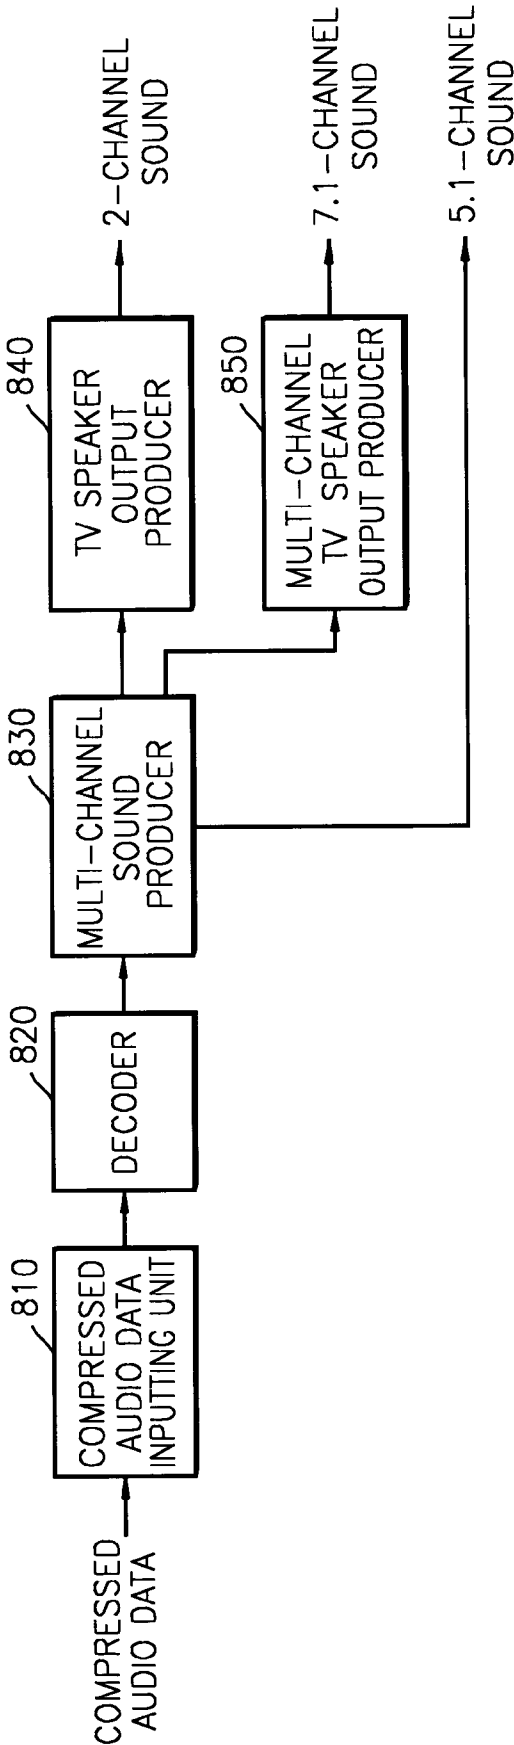 COMPRESSED
AUDIO DATA
810
COMPRESSED
AUDIO DATA
INPUTTING UNIT
820
DECODER
830
MULTI-CHANNEL
SOUND
PRODUCER
840
TV SPEAKER
OUTPUT
PRODUCER
2-CHANNEL
SOUND
850
MULTI-CHANNEL
TV SPEAKER
OUTPUT PRODUCER
7.1-CHANNEL
SOUND
5.1-CHANNEL
SOUND